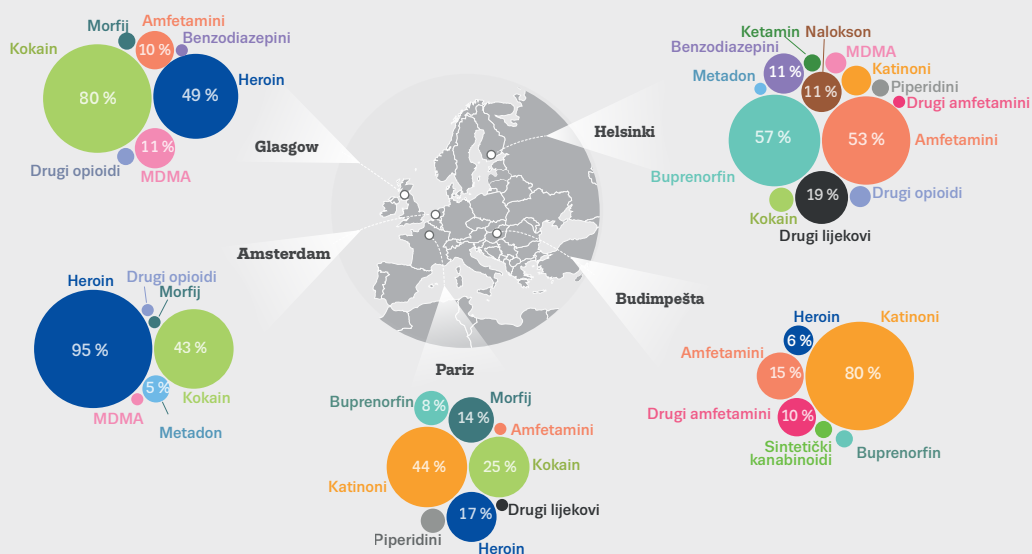 Morfij
Amfetamini
Benzodiazepini
Kokain
10 %
80 %
49 %
Heroin
11 %
Drugi opioidi
MDMA
Glasgow
Ketamin
Nalokson
Benzodiazepini
MDMA
Metadon
11 %
11 %
Katinoni
Piperidini
Drugi amfetamini
57 %
53 %
Amfetamini
Buprenorfin
19 %
Drugi opioidi
Kokain
Drugi lijekovi
Helsinki
Amsterdam
Heroin
Drugi opioidi
Morfij
95 %
43 %
5 %
MDMA
Kokain
Metadon
Budimpešta
Heroin
Katinoni
6 %
Amfetamini
15 %
80 %
Drugi amfetamini
10 %
Sintetički
kanabinoidi
Buprenorfin
Pariz
Buprenorfin
8 %
Morfij
14 %
Amfetamini
44 %
25 %
Kokain
Katinoni
17 %
Drugi lijekovi
Piperidini
Heroin